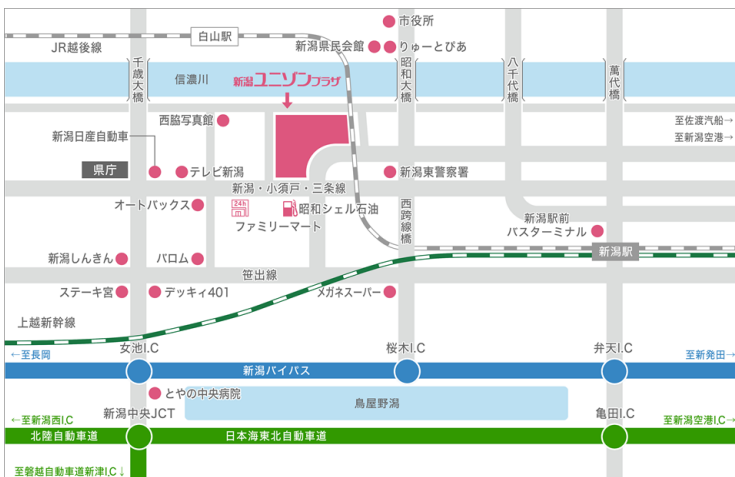 市役所
白山駅
新潟県民会館
りゅーとぴあ
JR越後線
千歳大橋
昭和大橋
八千代橋
萬代橋
信濃川
新潟ユニゾンプラザ
西脇写真館
至佐渡汽船→
新潟日産自動車
至新潟空港→
県庁
テレビ新潟
新潟東警察署
新潟・小須戸・三条線
オートバックス
24h
昭和シェル石油
ファミリーマート
西跨線橋
新潟駅前
バスターミナル
新潟駅
新潟しんきん
パロム
笹出線
ステーキ宮
デッキィ401
メガネスーパー
上越新幹線
女池I.C
桜木I.C
弁天I.C
←至長岡
至新発田→
新潟バイパス
とやの中央病院
鳥屋野潟
新潟中央JCT
亀田I.C
←至新潟西I.C
至新潟空港I.C→
北陸自動車道
日本海東北自動車道
至磐越自動車道新津I.C↓